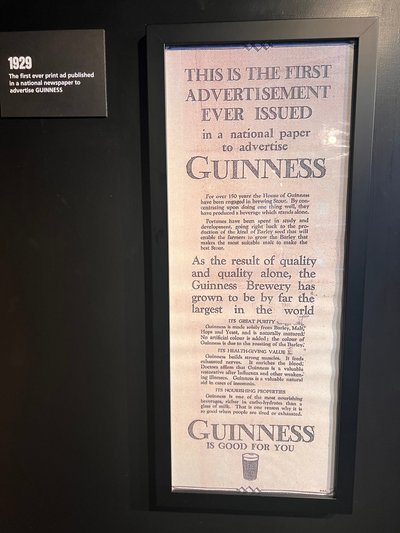 1929
The first ever print ad published
in a national newspaper to
advertise GUINNESS
THIS IS THE FIRST
ADVERTISEMENT
EVER ISSUED
in a national paper
to advertise
GUINNESS
For over 150 years the House of Guinness
have been engaged in brewing Stout. By con-
centrating upon doing one thing well, they
have produced a beverage which stands alone.
Fortunes have been spent in study and
development, going right back to the pro-
duction of the kind of Barley seed that will
enable the farmers to grow the Barley that
makes the most suitable malt to make the
best Stout.
As the result of quality
and quality alone, the
Guinness Brewery has
grown to be by far the
largest in the world
ITS GREAT PURITY
Guinness is made solely from Barley, Malt,
Hops and Yeast, and is naturally matured.
No artificial colour is added; the colour of
Guinness is due to the roasting of the Barley.
ITS HEALTH-GIVING VALUE
Guinness builds strong muscles. It feeds
exhausted nerves. It enriches the blood.
Doctors affirm that Guinness is a valuable
restorative after Influenza and other weaken-
ing illnesses. Guinness is a valuable natural
aid in cases of insomnia.
ITS NOURISHING PROPERTIES
Guinness is one of the most nourishing
beverages, richer in carbo-hydrates than a
glass of milk. That is one reason why it is
so good when people are tired or exhausted.
GUINNESS
IS GOOD FOR YOU